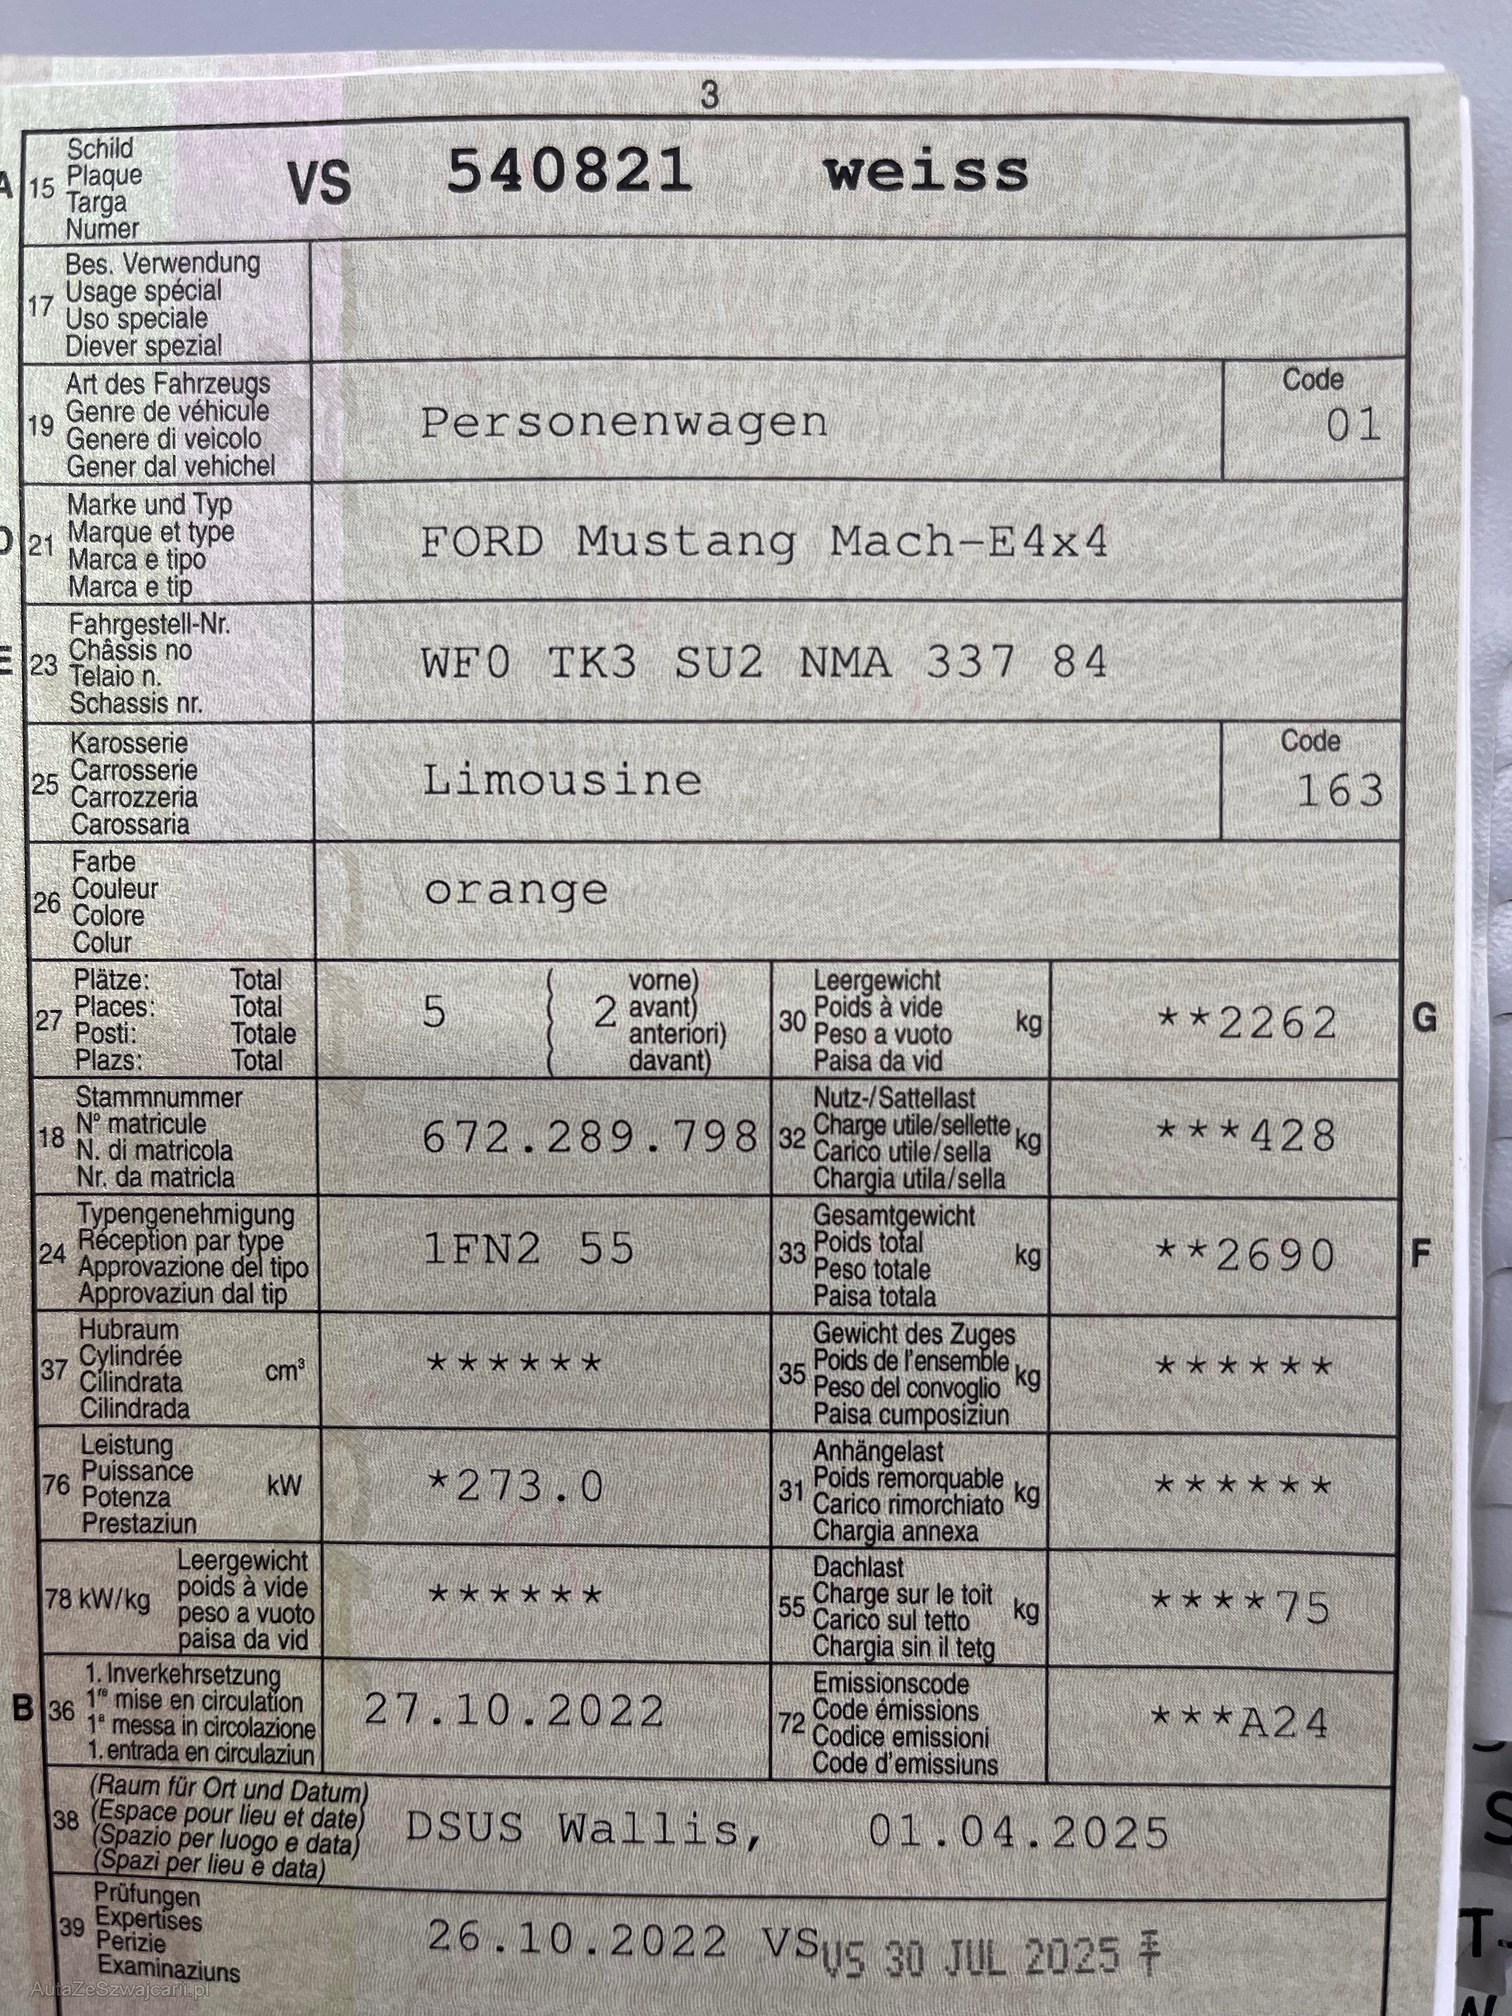 3
A 15 Schild
Plaque
Targa
Numer
VS 540821 weiss
17 Bes. Verwendung
Usage spécial
Uso speciale
Diever spezial
19 Art des Fahrzeugs
Genre de véhicule
Genere di veicolo
Gener dal vehichel
Personenwagen
Code
01
D 21 Marke und Typ
Marque et type
Marca e tipo
Marca e tip
FORD Mustang Mach-E4x4
E 23 Fahrgestell-Nr.
Châssis no
Telaio n.
Schassis nr.
WF0 TK3 SU2 NMA 337 84
25 Karosserie
Carrosserie
Carrozzeria
Carossaria
Limousine
Code
163
26 Farbe
Couleur
Colore
Colur
orange
27 Plätze: Total
Places: Total
Posti: Totale
Plazs: Total
5 ( 2 vorne)
avant)
anteriori)
davant)
30 Leergewicht
Poids à vide
Peso a vuoto
Paisa da vid
kg
**2262
G
18 Stammnummer
N° matricule
N. di matricola
Nr. da matricla
672.289.798
32 Nutz-/Sattellast
Charge utile/sellette
Carico utile/sella
Chargia utila/sella
kg
***428
24 Typengenehmigung
Réception par type
Approvazione del tipo
Approvaziun dal tip
1FN2 55
33 Gesamtgewicht
Poids total
Peso totale
Paisa totala
kg
**2690
F
37 Hubraum
Cylindrée
Cilindrata
Cilindrada
cm³
******
35 Gewicht des Zuges
Poids de l'ensemble
Peso del convoglio
Paisa cumposiziun
kg
******
76 Leistung
Puissance
Potenza
Prestaziun
kW
*273.0
31 Anhängelast
Poids remorquable
Carico rimorchiato
Chargia annexa
kg
******
78 kW/kg Leergewicht
poids à vide
peso a vuoto
paisa da vid
******
55 Dachlast
Charge sur le toit
Carico sul tetto
Chargia sin il tetg
kg
****75
B 36 1. Inverkehrsetzung
1re mise en circulation
1a messa in circolazione
1. entrada en circulaziun
27.10.2022
72 Emissionscode
Code émissions
Codice emissioni
Code d'emissiuns
***A24
38 (Raum für Ort und Datum)
(Espace pour lieu et date)
(Spazio per luogo e data)
(Spazi per lieu e data)
DSUS Wallis, 01.04.2025
39 Prüfungen
Expertises
Perizie
Examinaziuns
26.10.2022 VS
VS 30 JUL 2025
AutaZeSzwajcarii.pl